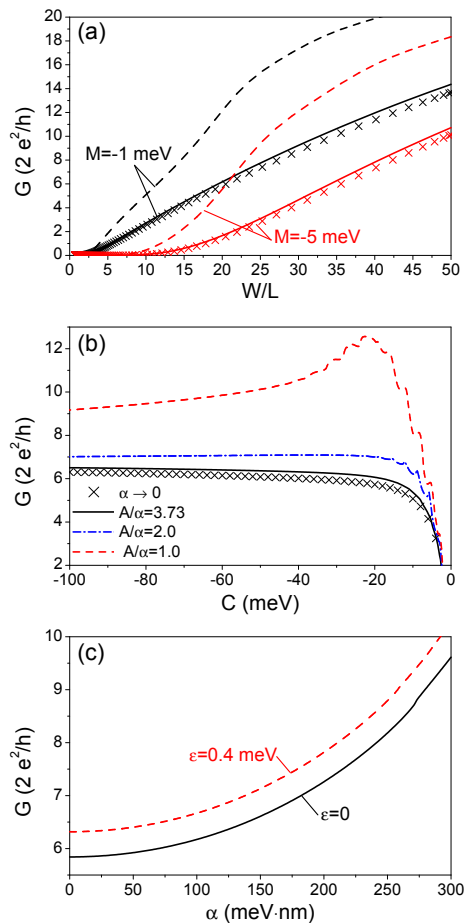 (a)
G (2 e²/h)
20
18
16
14
12
10
8
6
4
2
0
M=-1 meV
M=-5 meV
0 5 10 15 20 25 30 35 40 45 50
W/L
(b)
G (2 e²/h)
12
10
8
6
4
2
α → 0
A/α=3.73
A/α=2.0
A/α=1.0
-100 -80 -60 -40 -20 0
C (meV)
(c)
G (2 e²/h)
10
9
8
7
6
ε=0.4 meV
ε=0
0 50 100 150 200 250 300
α (meV·nm)